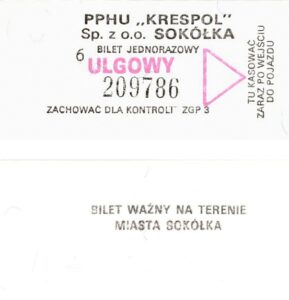 PPHU „KRESPOL"
Sp. z o.o. SOKÓŁKA
BILET JEDNORAZOWY
6 ULGOWY
209786
ZACHOWAĆ DLA KONTROLI ZGP 3
TU KASOWAĆ
ZARAZ PO WEJŚCIU
DO POJAZDU
BILET WAŻNY NA TERENIE
MIASTA SOKÓŁKA